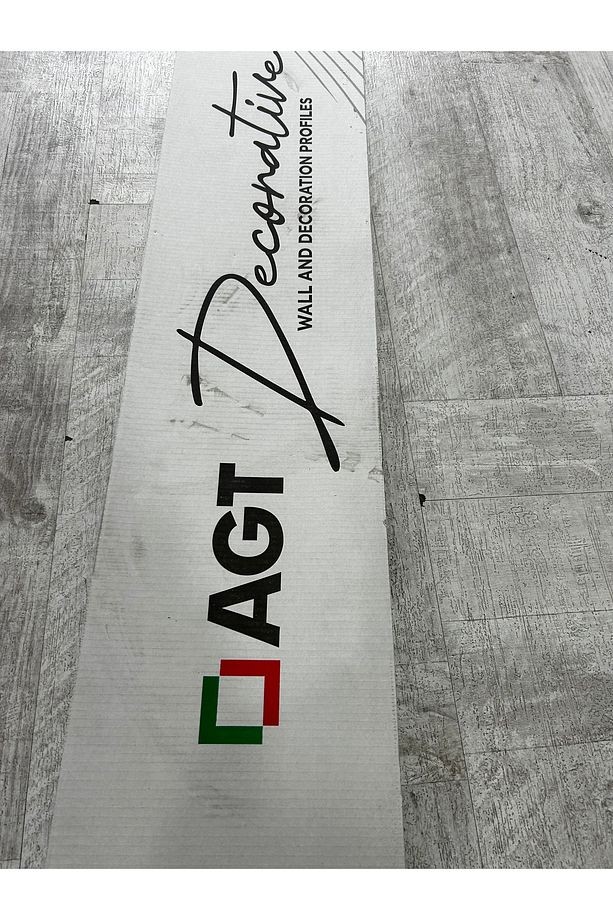 AGT
Decorative
WALL AND DECORATION PROFILES